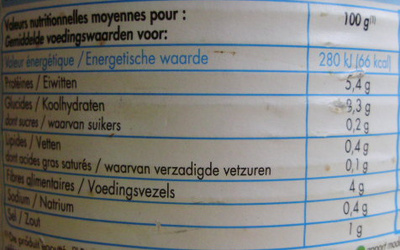 Valeurs nutritionnelles moyennes pour : 100 g(1)
Gemiddelde voedingswaarden voor:
Valeur énergétique / Energetische waarde 280 kJ (66 kcal)
Protéines / Eiwitten 5,4 g
Glucides / Koolhydraten 9,3 g
dont sucres / waarvan suikers 0,2 g
Lipides / Vetten 0,4 g
dont acides gras saturés / waarvan verzadigde vetzuren 0,1 g
Fibres alimentaires / Voedingsvezels 4 g
Sodium / Natrium 0,4 g
Sel / Zout 1 g